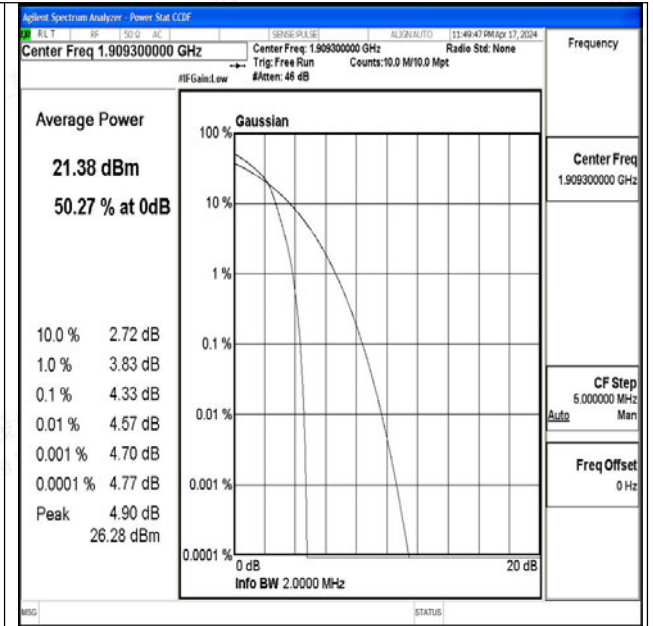 Agilent Spectrum Analyzer - Power Stat CCDF
RLT RF 50 Ω AC SENSE:PULSE ALIGN AUTO 11:49:47 PM Apr 17, 2024
Center Freq 1.909300000 GHz
Center Freq: 1.909300000 GHz Radio Std: None
Trig: Free Run Counts:10.0 M/10.0 Mpt
#IFGain:Low #Atten: 46 dB
Frequency
Average Power
21.38 dBm
50.27 % at 0dB
10.0 % 2.72 dB
1.0 % 3.83 dB
0.1 % 4.33 dB
0.01 % 4.57 dB
0.001 % 4.70 dB
0.0001 % 4.77 dB
Peak 4.90 dB
26.28 dBm
Gaussian
100 %
10 %
1 %
0.1 %
0.01 %
0.001 %
0.0001 %
0 dB 20 dB
Info BW 2.0000 MHz
Center Freq
1.909300000 GHz
CF Step
5.000000 MHz
Auto Man
Freq Offset
0 Hz
MSG STATUS